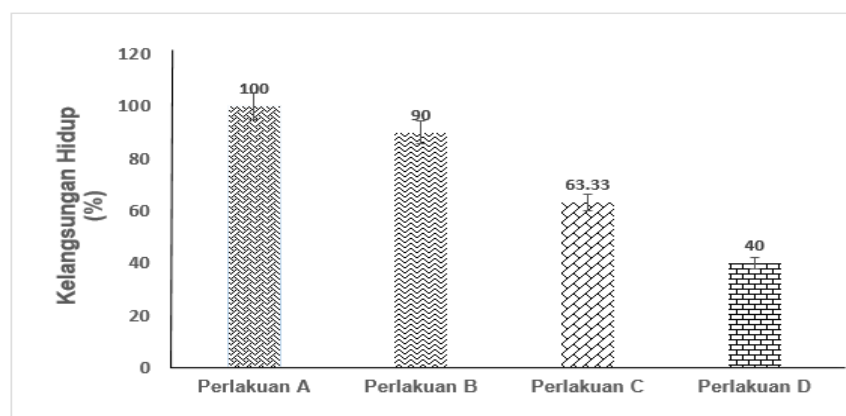 Kelangsungan Hidup
(%)
120
100
80
60
40
20
0
100
90
63.33
40
Perlakuan A
Perlakuan B
Perlakuan C
Perlakuan D